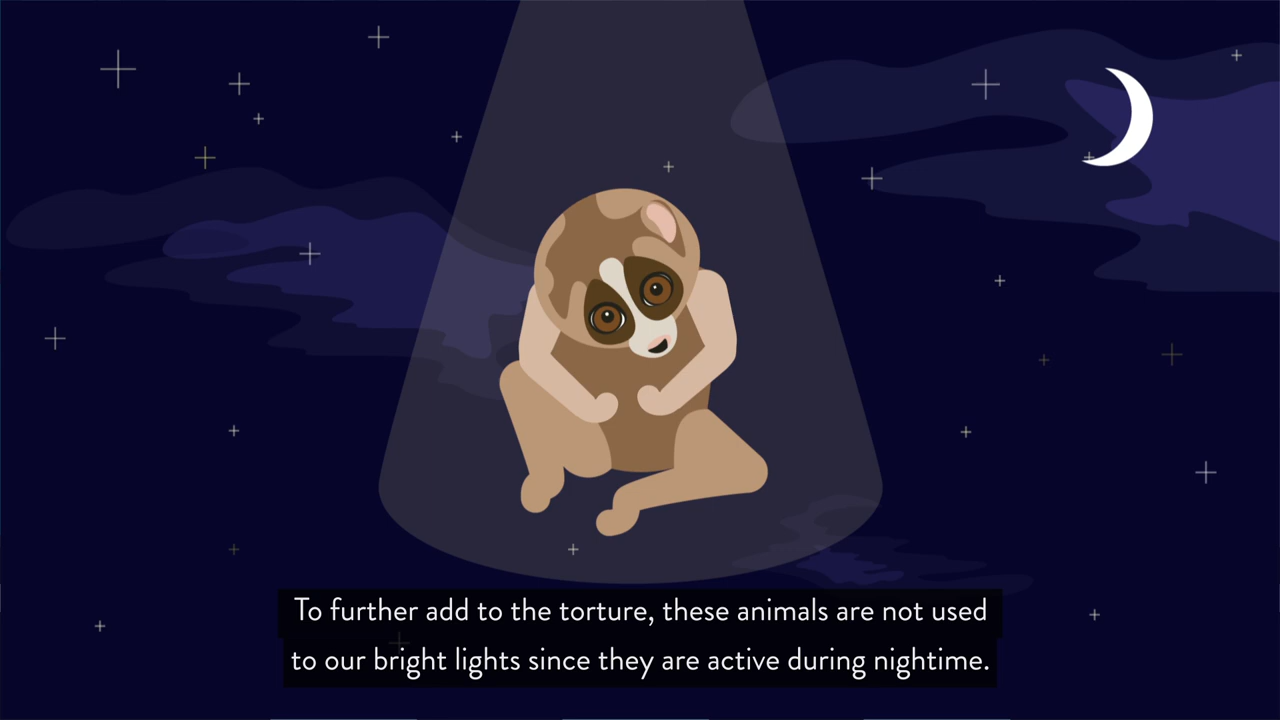 To further add to the torture, these animals are not used
to our bright lights since they are active during nightime.